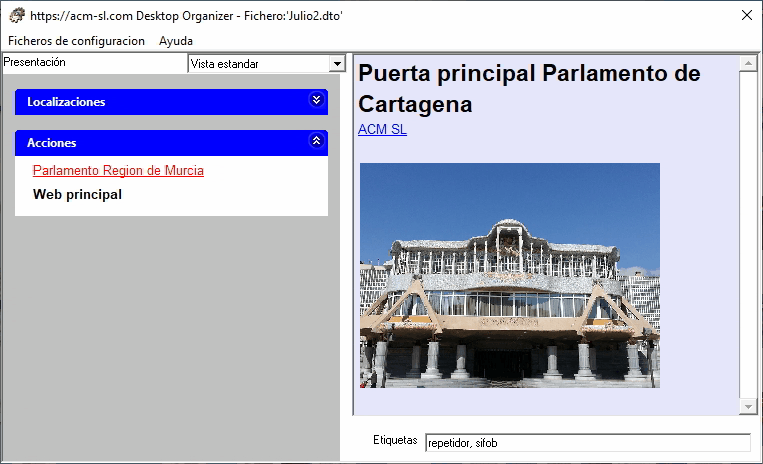 https://acm-sl.com Desktop Organizer - Fichero:'Julio2.dto'
Ficheros de configuracion Ayuda
Presentación
Vista estandar
Localizaciones
Acciones
Parlamento Region de Murcia
Web principal
Puerta principal Parlamento de
Cartagena
ACM SL
Etiquetas
repetidor, sifob